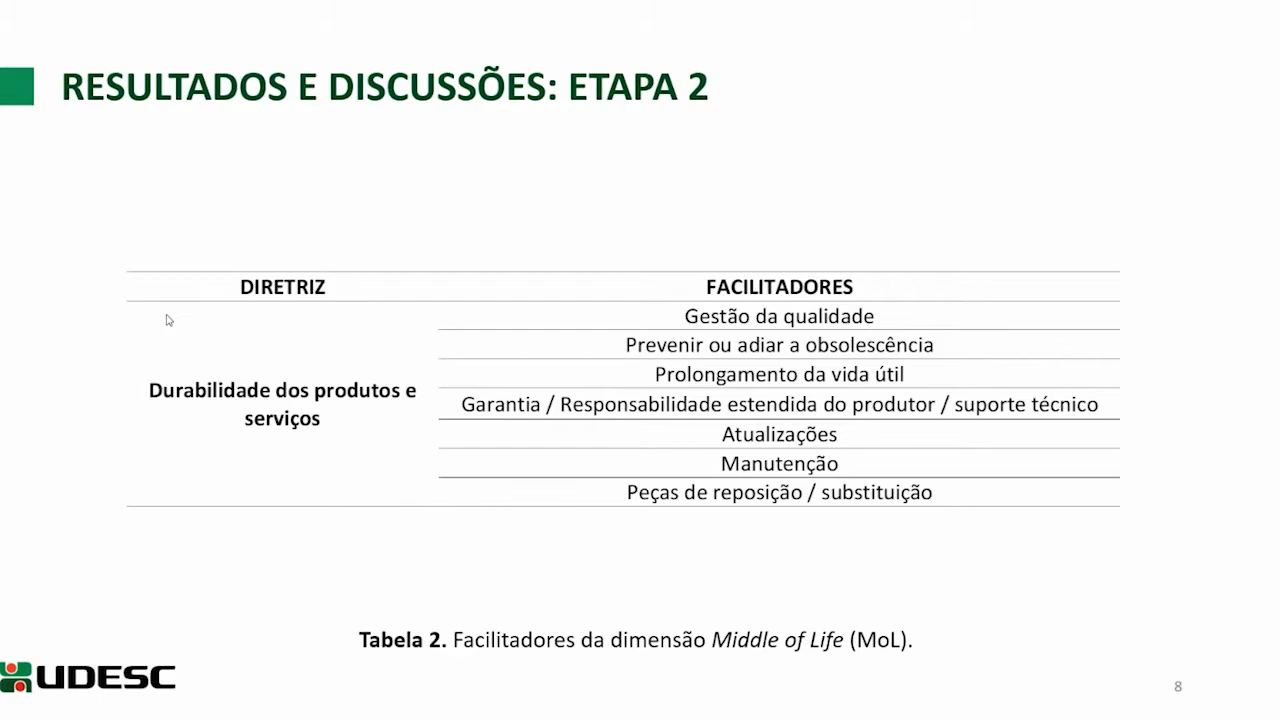 RESULTADOS E DISCUSSÕES: ETAPA 2
DIRETRIZ
FACILITADORES
Durabilidade dos produtos e
serviços
Gestão da qualidade
Prevenir ou adiar a obsolescência
Prolongamento da vida útil
Garantia / Responsabilidade estendida do produtor / suporte técnico
Atualizações
Manutenção
Peças de reposição / substituição
Tabela 2. Facilitadores da dimensão Middle of Life (MoL).
UDESC
8